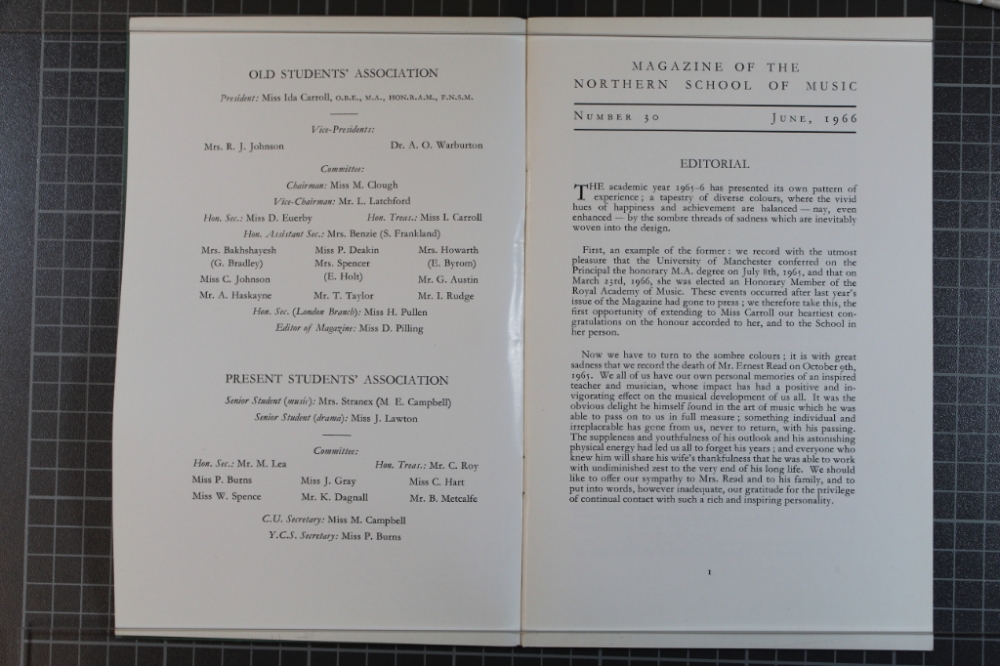 OLD STUDENTS' ASSOCIATION
President: Miss Ida Carroll, O.B.E., M.A., HON.R.A.M., F.N.S.M.
Vice-Presidents:
Mrs. R. J. Johnson Dr. A. O. Warburton
Committee:
Chairman: Miss M. Clough
Vice-Chairman: Mr. L. Latchford
Hon. Sec.: Miss D. Euerby Hon. Treas.: Miss I. Carroll
Hon. Assistant Sec.: Mrs. Benzie (S. Frankland)
Mrs. Bakhshayesh Miss P. Deakin Mrs. Howarth
(G. Bradley) Mrs. Spencer (E. Byrom)
Miss C. Johnson (E. Holt) Mr. G. Austin
Mr. A. Haskayne Mr. T. Taylor Mr. I. Rudge
Hon. Sec. (London Branch): Miss H. Pullen
Editor of Magazine: Miss D. Pilling
PRESENT STUDENTS' ASSOCIATION
Senior Student (music): Mrs. Stranex (M. E. Campbell)
Senior Student (drama): Miss J. Lawton
Committee:
Hon. Sec.: Mr. M. Lea Hon. Treas.: Mr. C. Roy
Miss P. Burns Miss J. Gray Miss C. Hart
Miss W. Spence Mr. K. Dagnall Mr. B. Metcalfe
C.U. Secretary: Miss M. Campbell
Y.C.S. Secretary: Miss P. Burns
MAGAZINE OF THE
NORTHERN SCHOOL OF MUSIC
NUMBER 30 JUNE, 1966
EDITORIAL
THE academic year 1965-6 has presented its own pattern of
experience; a tapestry of diverse colours, where the vivid
hues of happiness and achievement are balanced — nay, even
enhanced — by the sombre threads of sadness which are inevitably
woven into the design.
First, an example of the former: we record with the utmost
pleasure that the University of Manchester conferred on the
Principal the honorary M.A. degree on July 8th, 1965, and that on
March 23rd, 1966, she was elected an Honorary Member of the
Royal Academy of Music. These events occurred after last year's
issue of the Magazine had gone to press; we therefore take this, the
first opportunity of extending to Miss Carroll our heartiest con-
gratulations on the honour accorded to her, and to the School in
her person.
Now we have to turn to the sombre colours; it is with great
sadness that we record the death of Mr. Ernest Read on October 9th,
1965. We all of us have our own personal memories of an inspired
teacher and musician, whose impact has had a positive and in-
vigorating effect on the musical development of us all. It was the
obvious delight he himself found in the art of music which he was
able to pass on to us in full measure; something individual and
irreplaceable has gone from us, never to return, with his passing.
The suppleness and youthfulness of his outlook and his astonishing
physical energy had led us all to forget his years; and everyone who
knew him will share his wife's thankfulness that he was able to work
with undiminished zest to the very end of his long life. We should
like to offer our sympathy to Mrs. Read and to his family, and to
put into words, however inadequate, our gratitude for the privilege
of continual contact with such a rich and inspiring personality.
1